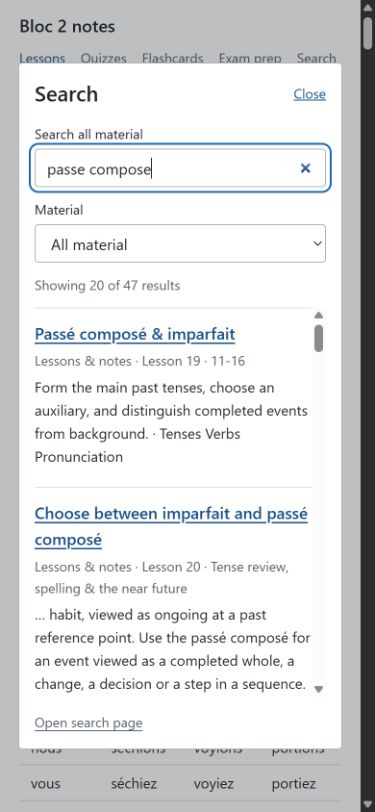 Bloc 2 notes
Lessons Quizzes Flashcards Exam prep Search
Search
Close
Search all material
passe compose
Material
All material
Showing 20 of 47 results
Passé composé & imparfait
Lessons & notes · Lesson 19 · 11-16
Form the main past tenses, choose an
auxiliary, and distinguish completed events
from background. · Tenses Verbs
Pronunciation
Choose between imparfait and passé
composé
Lessons & notes · Lesson 20 · Tense review,
spelling & the near future
... habit, viewed as ongoing at a past
reference point. Use the passé composé for
an event viewed as a completed whole, a
change, a decision or a step in a sequence.
Open search page
nous séchions voyions portions
vous séchiez voyiez portiez